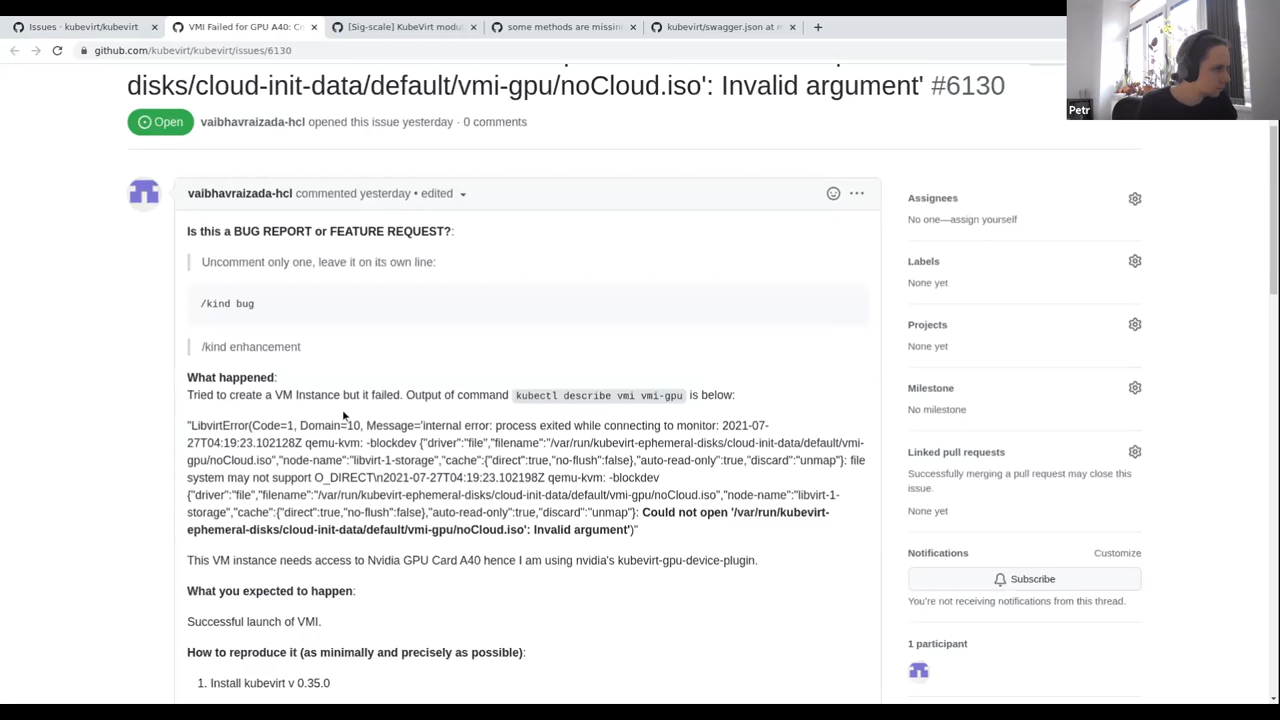 Issues · kubevirt/kubevirt
VMI Failed for GPU A40: C
[Sig-scale] KubeVirt modu
some methods are missin
kubevirt/swagger.json at m
github.com/kubevirt/kubevirt/issues/6130
disks/cloud-init-data/default/vmi-gpu/noCloud.iso': Invalid argument' #6130
Open
vaibhavraizada-hcl opened this issue yesterday · 0 comments
vaibhavraizada-hcl commented yesterday • edited
Is this a BUG REPORT or FEATURE REQUEST?:
Uncomment only one, leave it on its own line:
/kind bug
/kind enhancement
What happened:
Tried to create a VM Instance but it failed. Output of command kubectl describe vmi vmi-gpu is below:
"LibvirtError(Code=1, Domain=10, Message='internal error: process exited while connecting to monitor: 2021-07-
27T04:19:23.102128Z qemu-kvm: -blockdev {"driver":"file","filename":"/var/run/kubevirt-ephemeral-disks/cloud-init-data/default/vmi-
gpu/noCloud.iso","node-name":"libvirt-1-storage","cache":{"direct":true,"no-flush":false},"auto-read-only":true,"discard":"unmap"}: file
system may not support O_DIRECT\n2021-07-27T04:19:23.102198Z qemu-kvm: -blockdev
{"driver":"file","filename":"/var/run/kubevirt-ephemeral-disks/cloud-init-data/default/vmi-gpu/noCloud.iso","node-name":"libvirt-1-
storage","cache":{"direct":true,"no-flush":false},"auto-read-only":true,"discard":"unmap"}: Could not open '/var/run/kubevirt-
ephemeral-disks/cloud-init-data/default/vmi-gpu/noCloud.iso': Invalid argument')"
This VM instance needs access to Nvidia GPU Card A40 hence I am using nvidia's kubevirt-gpu-device-plugin.
What you expected to happen:
Successful launch of VMI.
How to reproduce it (as minimally and precisely as possible):
1. Install kubevirt v 0.35.0
Assignees
No one—assign yourself
Labels
None yet
Projects
None yet
Milestone
No milestone
Linked pull requests
Successfully merging a pull request may close this
issue.
None yet
Notifications
Customize
Subscribe
You're not receiving notifications from this thread.
1 participant
Petr